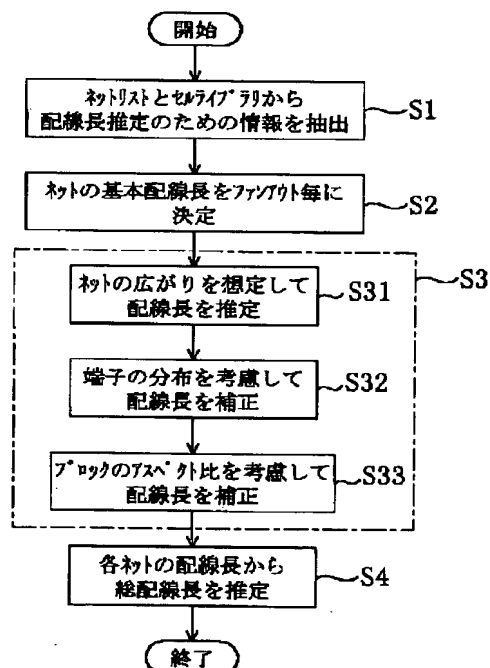 開始
ﾈｯﾄﾘｽﾄとｾﾙﾗｲﾌﾞﾗﾘから
配線長推定のための情報を抽出
S1
ﾈｯﾄの基本配線長をﾌｧﾝｱｳﾄ毎に
決定
S2
S3
ﾈｯﾄの広がりを想定して
配線長を推定
S31
端子の分布を考慮して
配線長を補正
S32
ﾌﾞﾛｯｸのｱｽﾍﾟｸﾄ比を考慮して
配線長を補正
S33
各ネットの配線長から
総配線長を推定
S4
終了